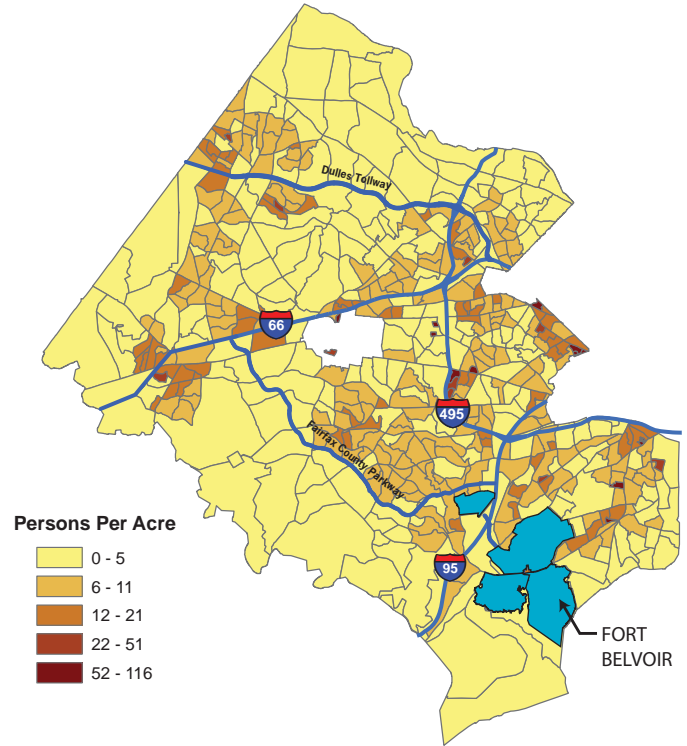 Dulles Tollway
66
495
Fairfax County Parkway
Persons Per Acre
0 - 5
6 - 11
12 - 21
22 - 51
52 - 116
95
FORT
BELVOIR